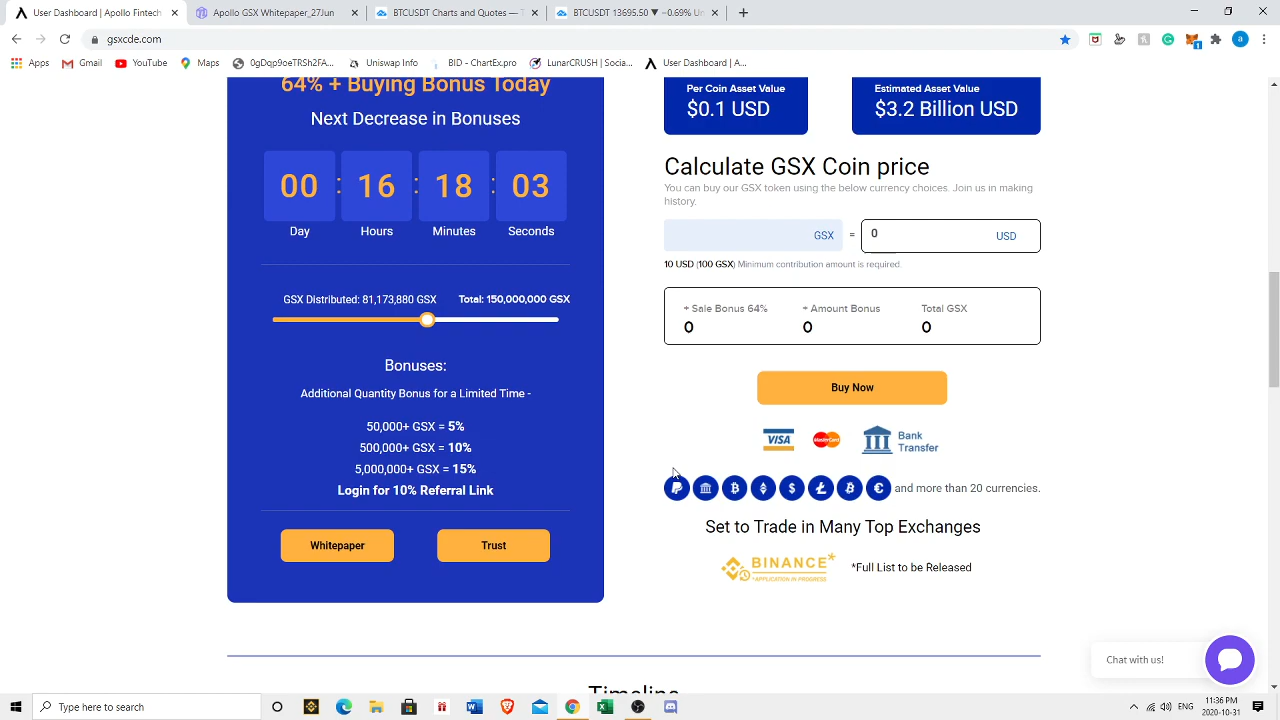 User Dashboard | Apollo Fintech
Apollo GSX Whitepaper_27Jun
BTCUSDT Charts and Quotes — T
BTCUSDT 13695.50 ▼ −0.69% Un
gsxcde.com
Apps
Gmail
YouTube
Maps
0gDqp9neTRSh2FA...
Uniswap Info
BID - ChartEx.pro
LunarCRUSH | Socia...
User Dashboard | A...
64% + Buying Bonus Today
Next Decrease in Bonuses
00 : 16 : 18 : 03
Day Hours Minutes Seconds
GSX Distributed: 81,173,880 GSX Total: 150,000,000 GSX
Bonuses:
Additional Quantity Bonus for a Limited Time -
50,000+ GSX = 5%
500,000+ GSX = 10%
5,000,000+ GSX = 15%
Login for 10% Referral Link
Whitepaper
Trust
Per Coin Asset Value
$0.1 USD
Estimated Asset Value
$3.2 Billion USD
Calculate GSX Coin price
You can buy our GSX token using the below currency choices. Join us in making
history.
GSX = 0 USD
10 USD (100 GSX) Minimum contribution amount is required.
+ Sale Bonus 64% + Amount Bonus Total GSX
0 0 0
Buy Now
VISA MasterCard Bank
Transfer
and more than 20 currencies.
Set to Trade in Many Top Exchanges
BINANCE*
*APPLICATION IN PROGRESS
*Full List to be Released
Chat with us!
Timeline
Type here to search
ENG
11:36 PM
2020-10-31